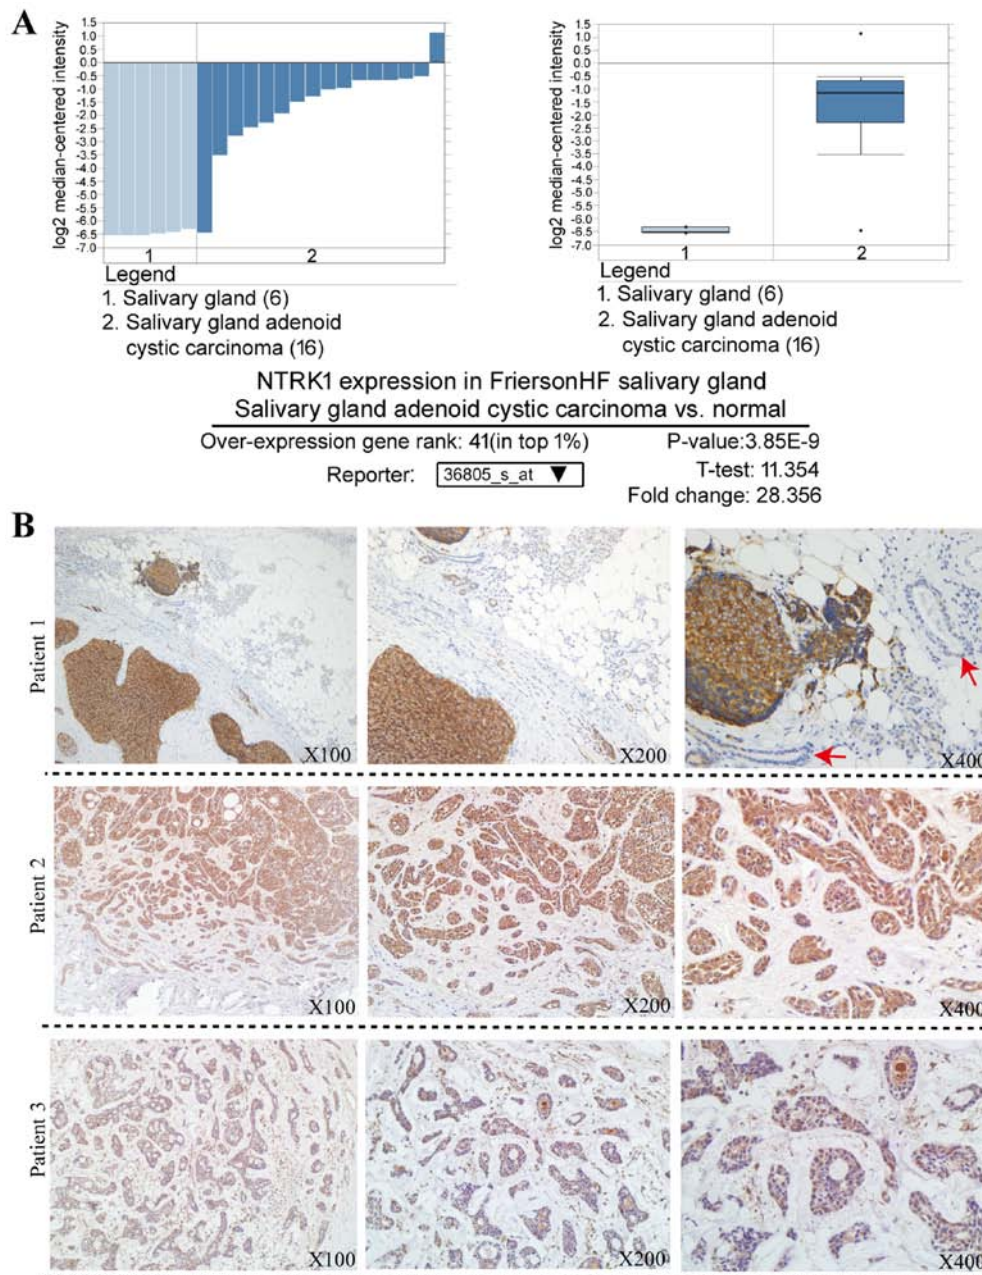 A
log2 median-centered intensity
1.5
1.0
0.5
0.0
-0.5
-1.0
-1.5
-2.0
-2.5
-3.0
-3.5
-4.0
-4.5
-5.0
-5.5
-6.0
-6.5
-7.0
1 2
Legend
1. Salivary gland (6)
2. Salivary gland adenoid
cystic carcinoma (16)
log2 median-centered intensity
1.5
1.0
0.5
0.0
-0.5
-1.0
-1.5
-2.0
-2.5
-3.0
-3.5
-4.0
-4.5
-5.0
-5.5
-6.0
-6.5
-7.0
1 2
Legend
1. Salivary gland (6)
2. Salivary gland adenoid
cystic carcinoma (16)
NTRK1 expression in FriersonHF salivary gland
Salivary gland adenoid cystic carcinoma vs. normal
Over-expression gene rank: 41(in top 1%) P-value:3.85E-9
Reporter: 36805_s_at ▼ T-test: 11.354
Fold change: 28.356
B
Patient 1
X100 X200 X400
Patient 2
X100 X200 X400
Patient 3
X100 X200 X400